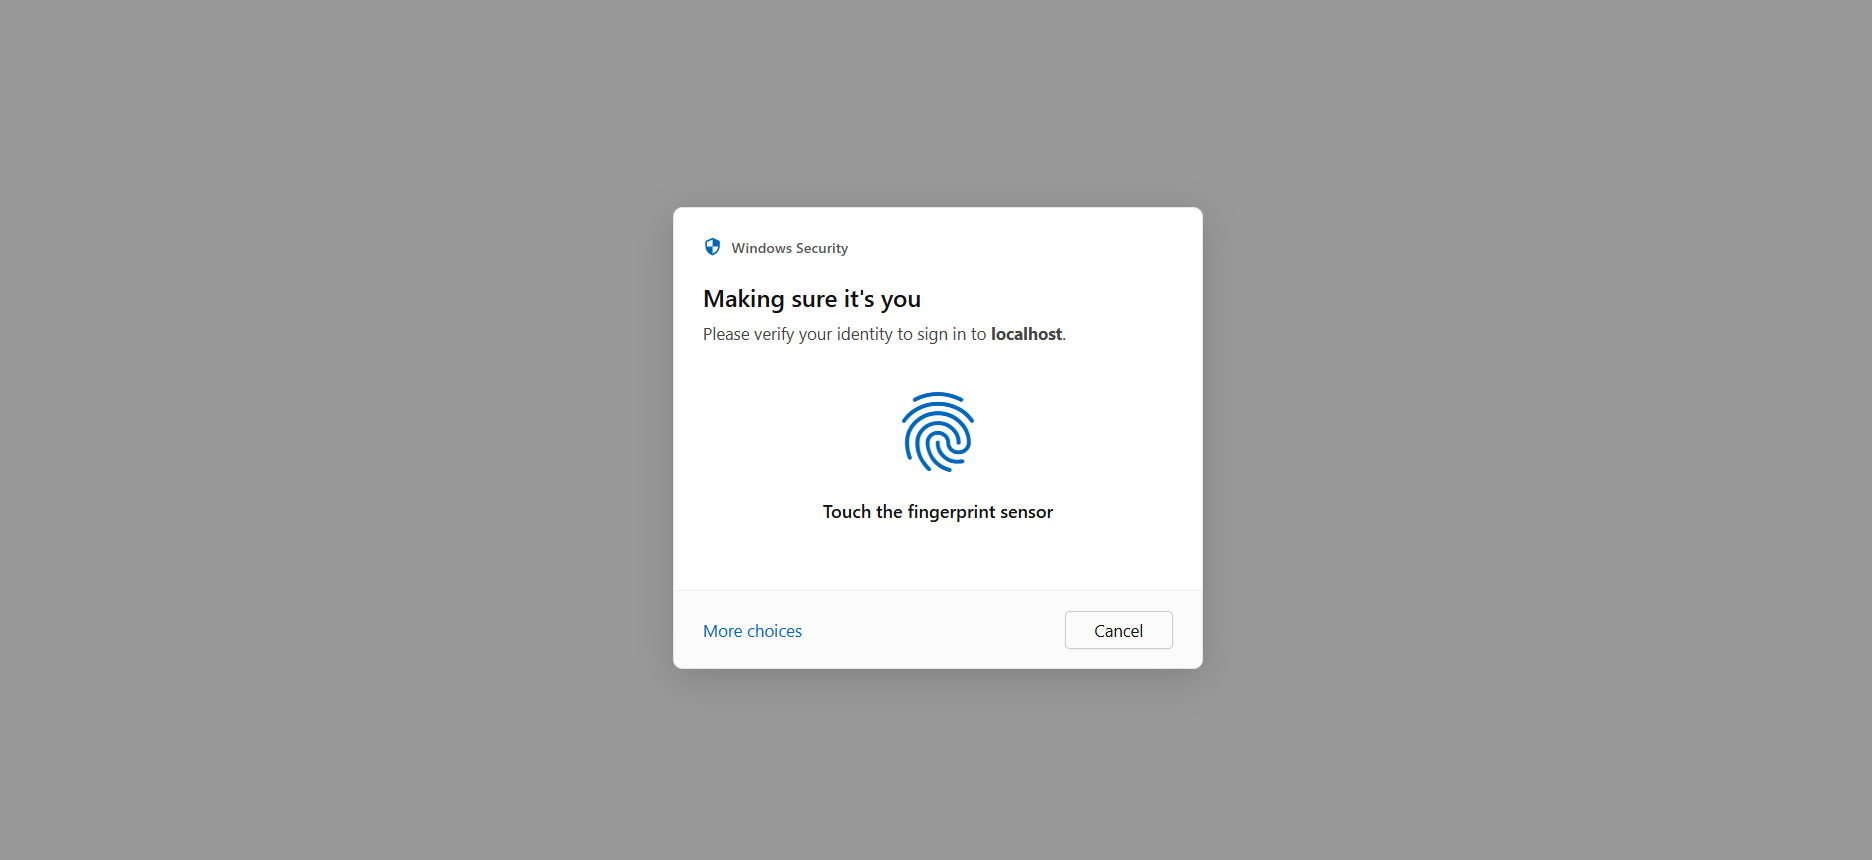 Windows Security
Making sure it's you
Please verify your identity to sign in to localhost.
Touch the fingerprint sensor
More choices
Cancel